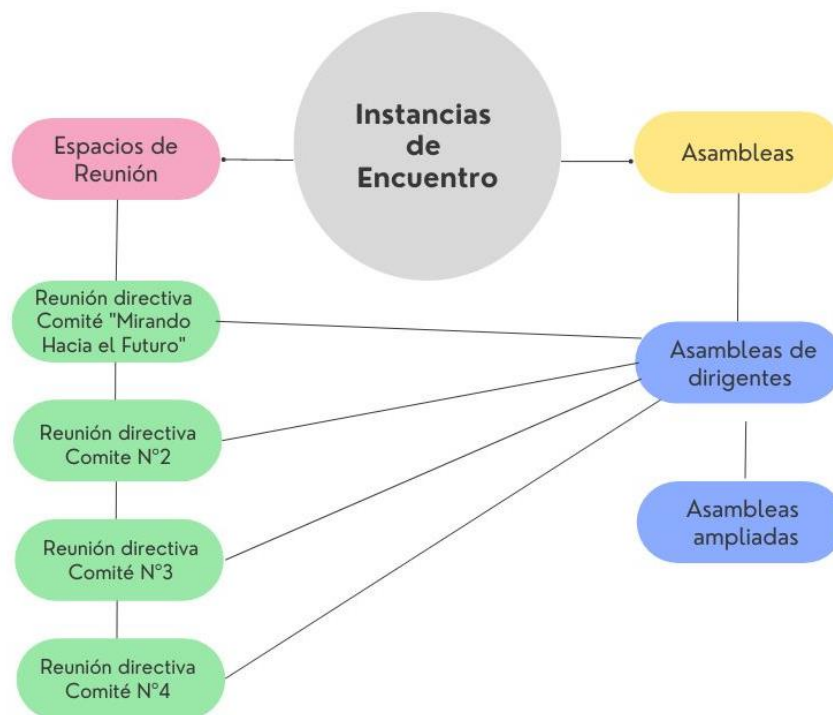 Instancias
de
Encuentro
Espacios de
Reunión
Asambleas
Reunión directiva
Comité "Mirando
Hacia el Futuro"
Asambleas de
dirigentes
Reunión directiva
Comite N°2
Asambleas
ampliadas
Reunión directiva
Comité N°3
Reunión directiva
Comité N°4